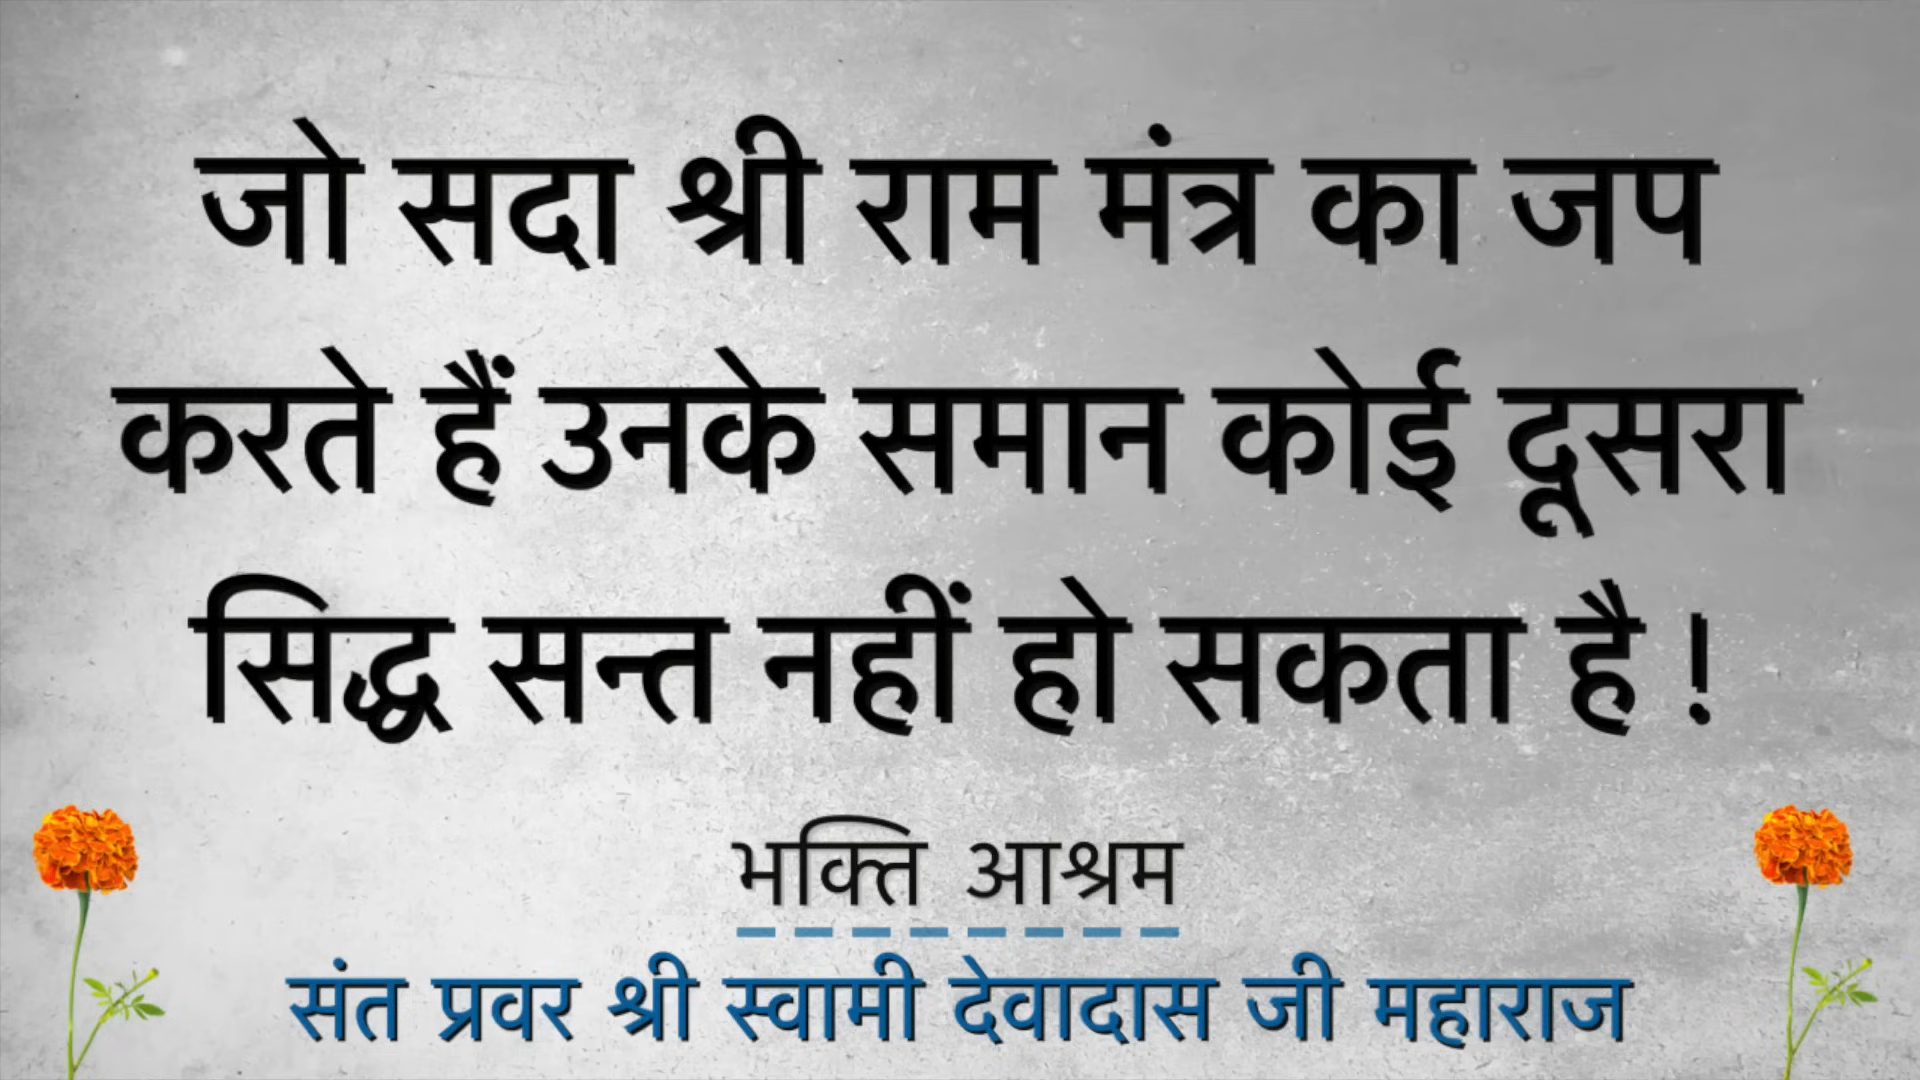 जो सदा श्री राम मंत्र का जप
करते हैं उनके समान कोई दूसरा
सिद्ध सन्त नहीं हो सकता है !
भक्ति आश्रम
संत प्रवर श्री स्वामी देवादास जी महाराज